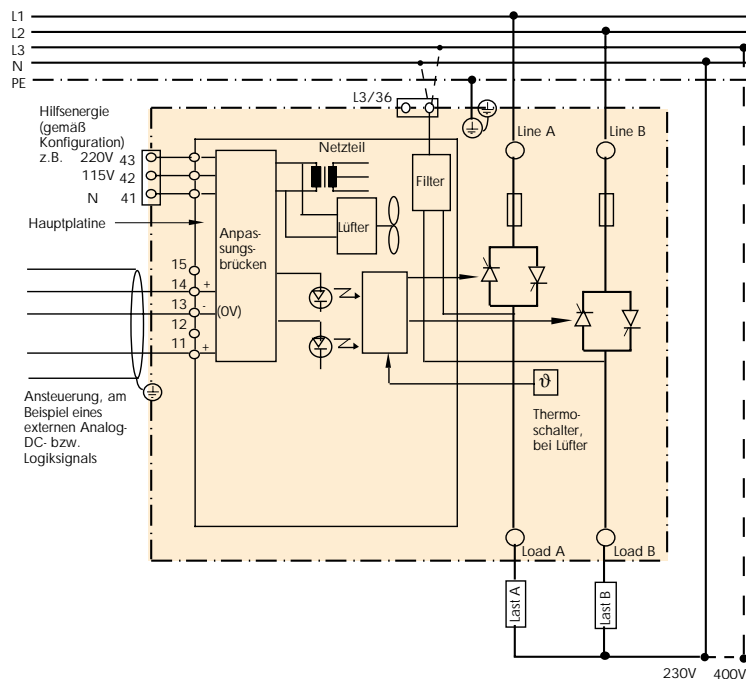 L1
L2
L3
N
PE
L3/36
Hilfsenergie
(gemäß
Konfiguration)
z.B. 220V 43
115V 42
N 41
Hauptplatine
Netzteil
Line A
Line B
Filter
Lüfter
Anpas-
sungs-
brücken
15
14 +
13 - (0V)
12
11 +
ϑ
Thermo-
schalter,
bei Lüfter
Ansteuerung, am
Beispiel eines
externen Analog-
DC- bzw.
Logiksignals
Load A
Load B
Last A
Last B
230V 400V